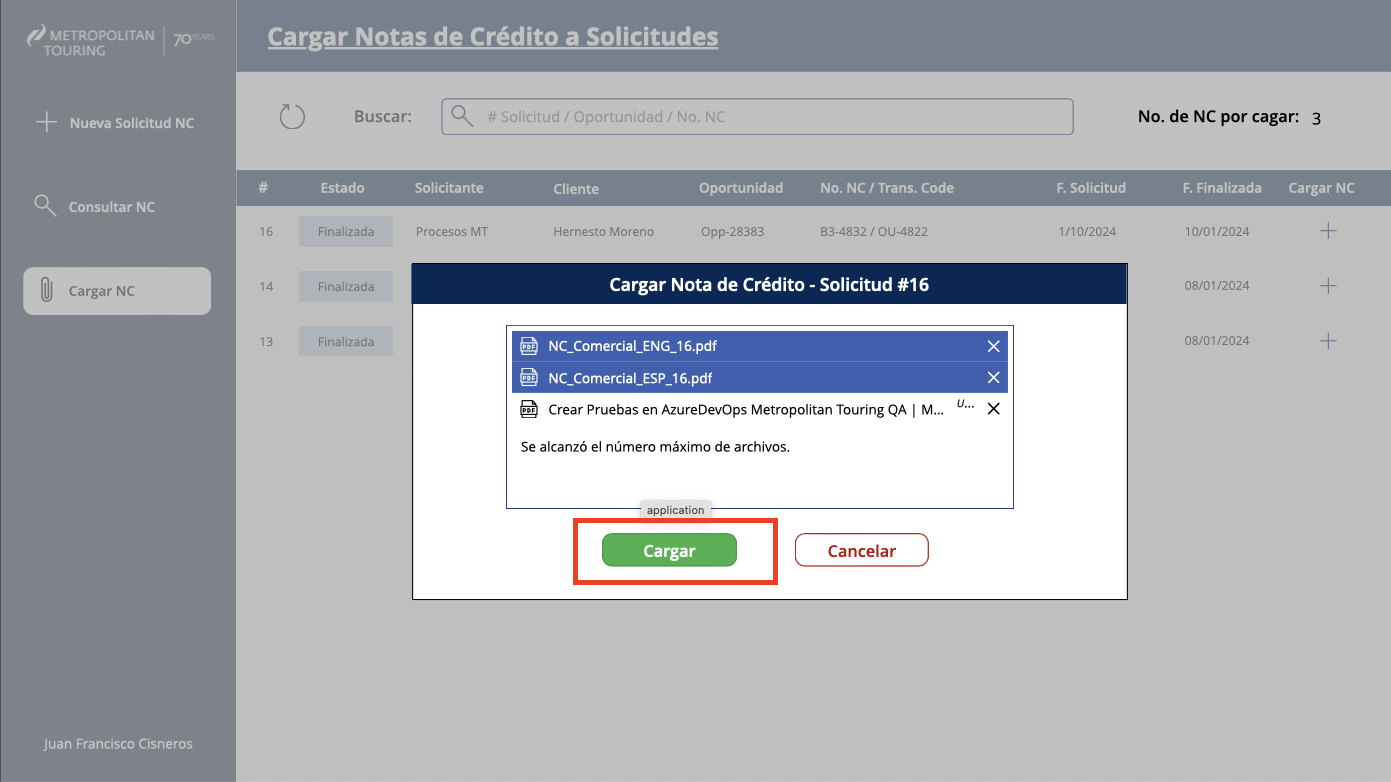 METROPOLITAN TOURING | 70 YEARS
Cargar Notas de Crédito a Solicitudes
Nueva Solicitud NC
Buscar: # Solicitud / Oportunidad / No. NC No. de NC por cagar: 3
# Estado Solicitante Cliente Oportunidad No. NC / Trans. Code F. Solicitud F. Finalizada Cargar NC
Consultar NC
16 Finalizada Procesos MT Hernesto Moreno Opp-28383 B3-4832 / OU-4822 1/10/2024 10/01/2024
14 Finalizada 08/01/2024
Cargar NC
13 Finalizada 08/01/2024
Cargar Nota de Crédito - Solicitud #16
PDF NC_Comercial_ENG_16.pdf
PDF NC_Comercial_ESP_16.pdf
PDF Crear Pruebas en AzureDevOps Metropolitan Touring QA | M... U...
Se alcanzó el número máximo de archivos.
application
Cargar Cancelar
Juan Francisco Cisneros